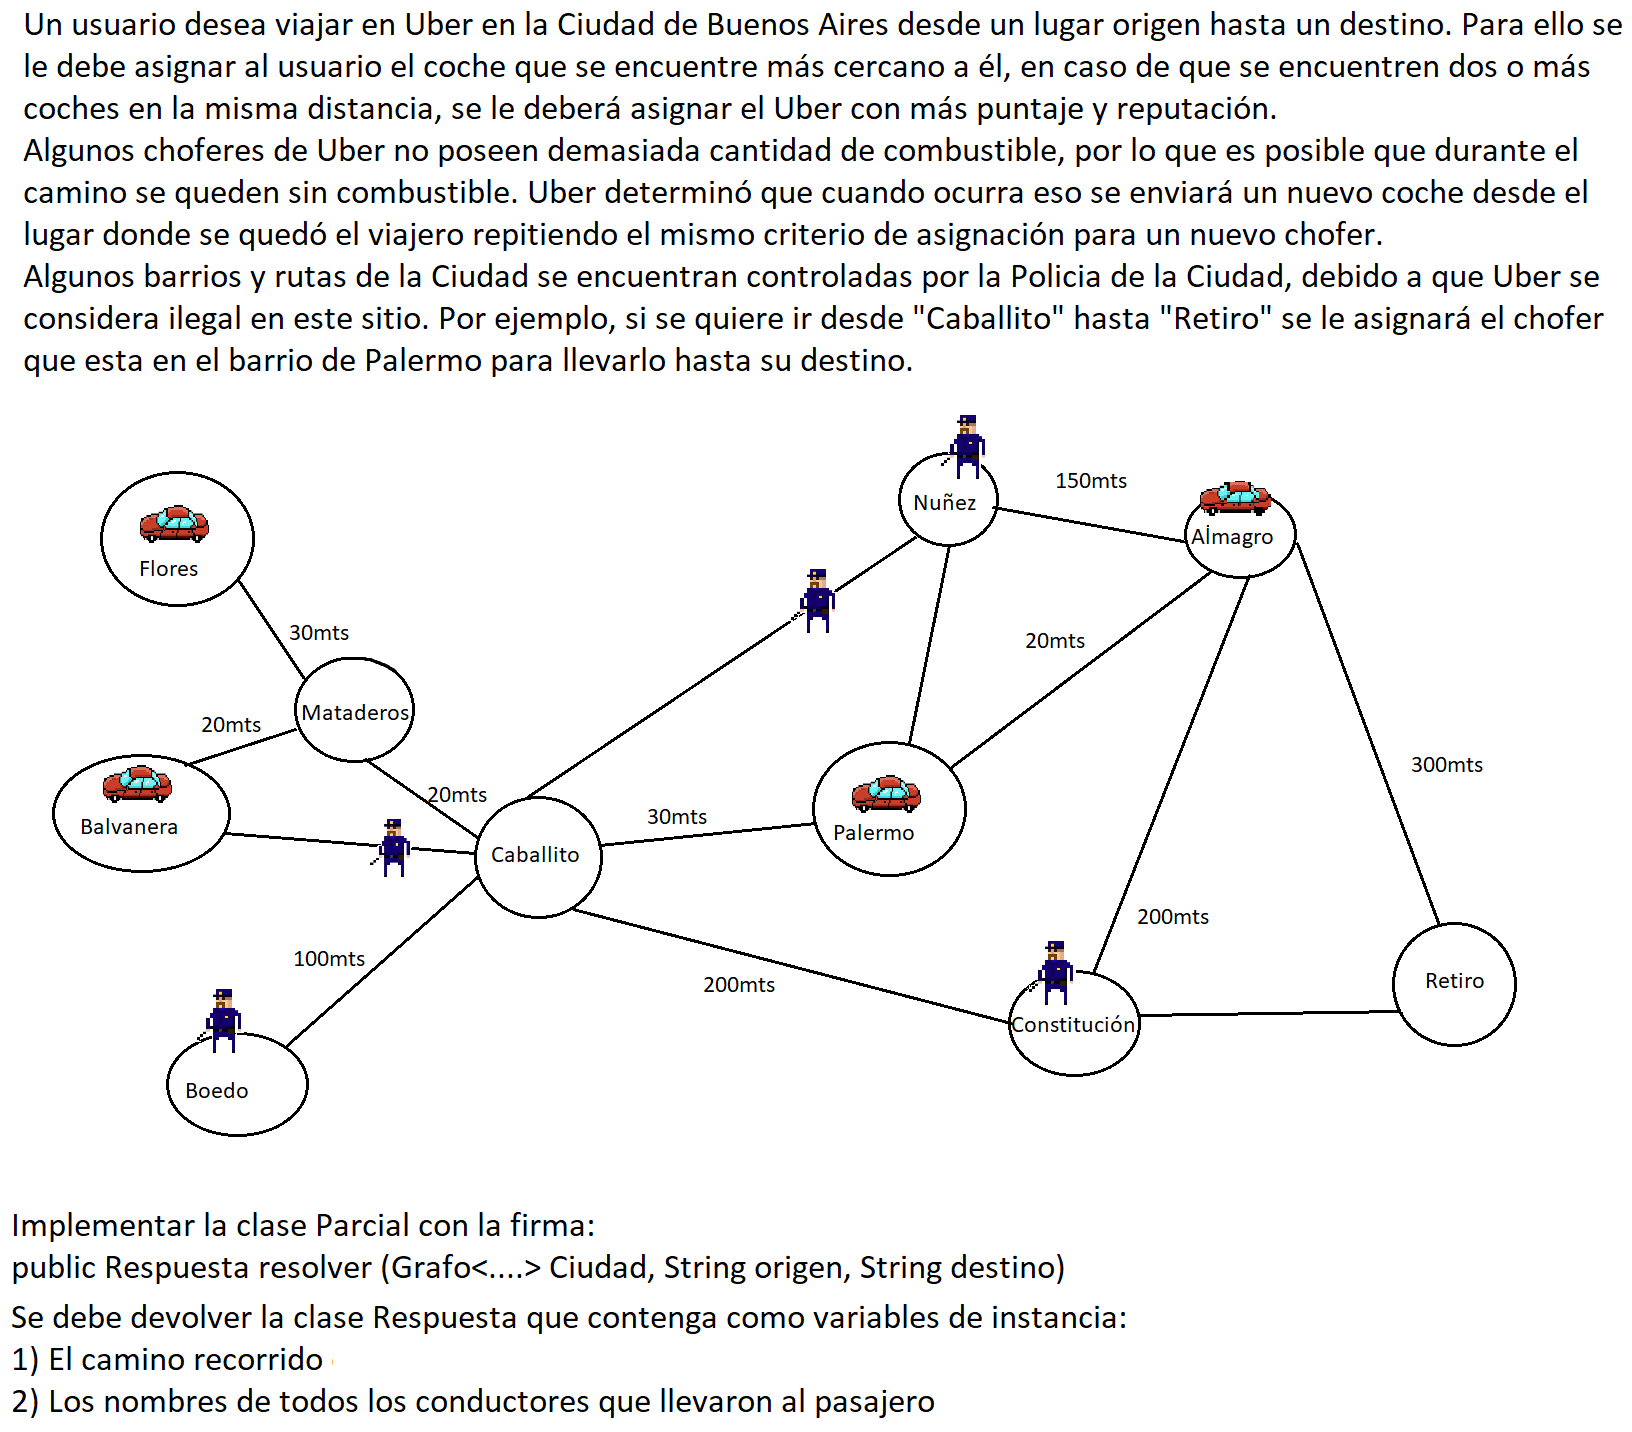 Un usuario desea viajar en Uber en la Ciudad de Buenos Aires desde un lugar origen hasta un destino. Para ello se
le debe asignar al usuario el coche que se encuentre más cercano a él, en caso de que se encuentren dos o más
coches en la misma distancia, se le deberá asignar el Uber con más puntaje y reputación.
Algunos choferes de Uber no poseen demasiada cantidad de combustible, por lo que es posible que durante el
camino se queden sin combustible. Uber determinó que cuando ocurra eso se enviará un nuevo coche desde el
lugar donde se quedó el viajero repitiendo el mismo criterio de asignación para un nuevo chofer.
Algunos barrios y rutas de la Ciudad se encuentran controladas por la Policia de la Ciudad, debido a que Uber se
considera ilegal en este sitio. Por ejemplo, si se quiere ir desde "Caballito" hasta "Retiro" se le asignará el chofer
que esta en el barrio de Palermo para llevarlo hasta su destino.
150mts
Nuñez
Almagro
Flores
30mts
20mts
Mataderos
20mts
300mts
20mts
30mts
Balvanera
Palermo
Caballito
200mts
100mts
Retiro
200mts
Constitución
Boedo
Implementar la clase Parcial con la firma:
public Respuesta resolver (Grafo<....> Ciudad, String origen, String destino)
Se debe devolver la clase Respuesta que contenga como variables de instancia:
1) El camino recorrido
2) Los nombres de todos los conductores que llevaron al pasajero